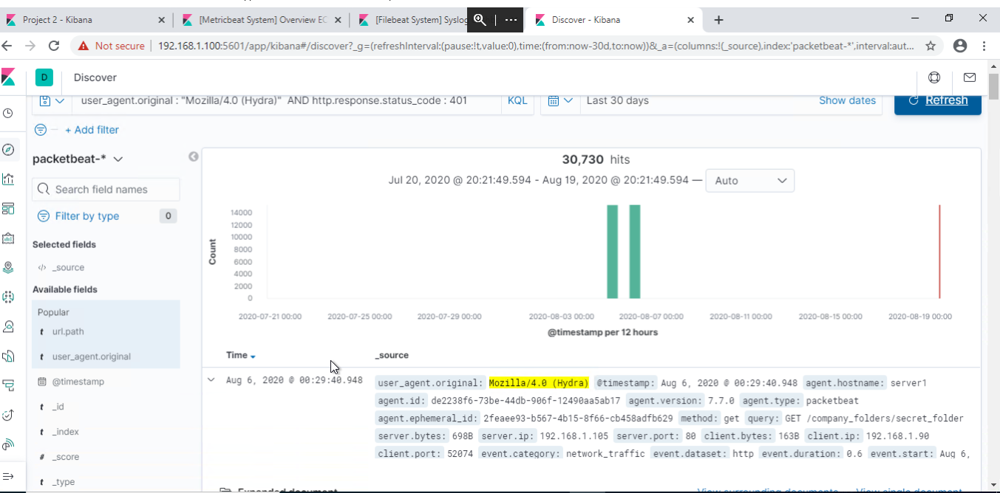 Project 2 - Kibana
[Metricbeat System] Overview EC
[Filebeat System] Syslog
Discover - Kibana
Not secure | 192.168.1.100:5601/app/kibana#/discover?_g=(refreshInterval:(pause:!t,value:0),time:(from:now-30d,to:now))&_a=(columns:!(_source),index:'packetbeat-*',interval:aut...
D Discover
user_agent.original : "Mozilla/4.0 (Hydra)" AND http.response.status_code : 401 KQL Last 30 days Show dates Refresh
+ Add filter
packetbeat-*
Search field names
Filter by type 0
Selected fields
_source
Available fields
Popular
t url.path
t user_agent.original
@timestamp
t _id
t _index
# _score
t _type
30,730 hits
Jul 20, 2020 @ 20:21:49.594 - Aug 19, 2020 @ 20:21:49.594 — Auto
Count
14000
12000
10000
8000
6000
4000
2000
0
2020-07-21 00:00 2020-07-25 00:00 2020-07-29 00:00 2020-08-03 00:00 2020-08-07 00:00 2020-08-11 00:00 2020-08-15 00:00 2020-08-19 00:00
@timestamp per 12 hours
Time _source
Aug 6, 2020 @ 00:29:40.948 user_agent.original: Mozilla/4.0 (Hydra) @timestamp: Aug 6, 2020 @ 00:29:40.948 agent.hostname: server1
agent.id: de2238f6-73be-44db-906f-12490aa5ab17 agent.version: 7.7.0 agent.type: packetbeat
agent.ephemeral_id: 2feaee93-b567-4b15-8f66-cb458adfb629 method: get query: GET /company_folders/secret_folder
server.bytes: 698B server.ip: 192.168.1.105 server.port: 80 client.bytes: 163B client.ip: 192.168.1.90
client.port: 52074 event.category: network_traffic event.dataset: http event.duration: 0.6 event.start: Aug 6,
Expanded document View surrounding documents View single document